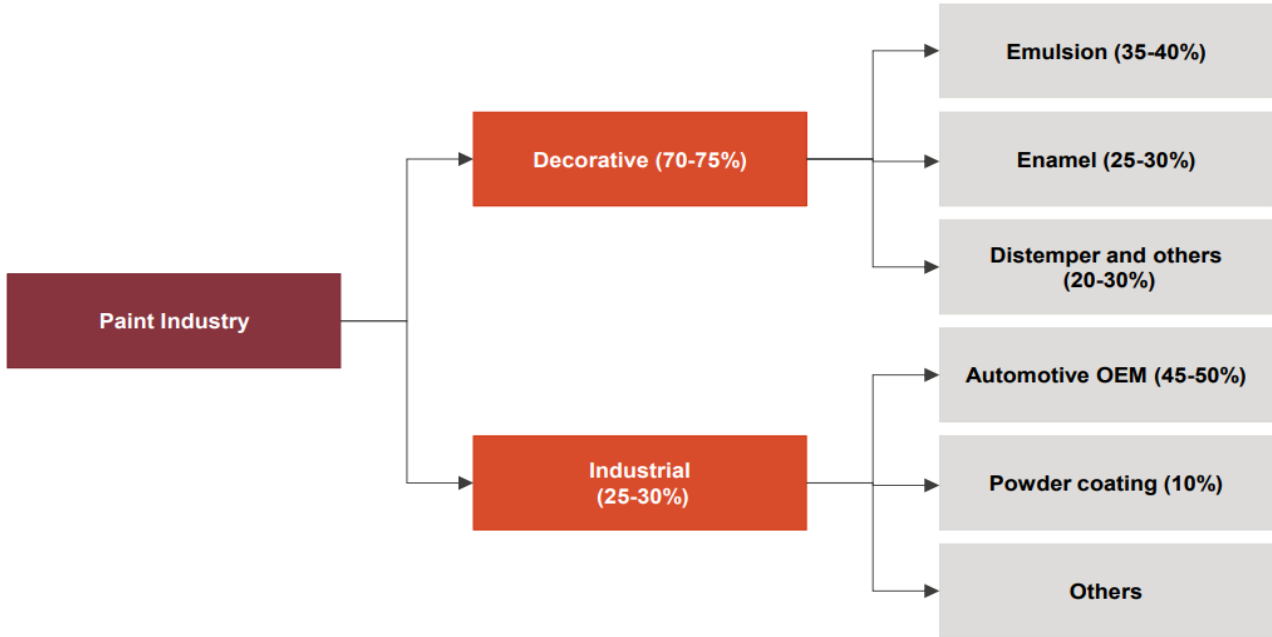 Paint Industry
Decorative (70-75%)
Emulsion (35-40%)
Enamel (25-30%)
Distemper and others
(20-30%)
Industrial
(25-30%)
Automotive OEM (45-50%)
Powder coating (10%)
Others